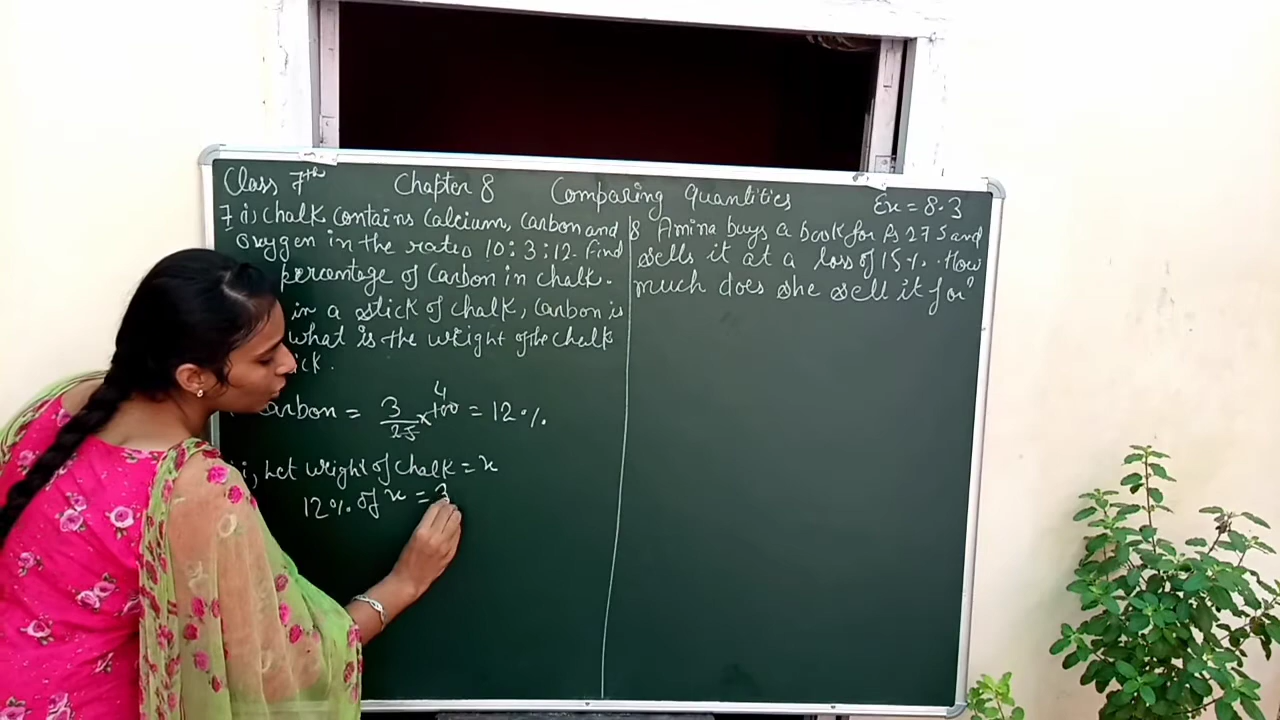 Class 7th Chapter 8 Comparing Quantities Ex = 8.3
7 i, Chalk contains Calcium, Carbon and
oxygen in the ratio 10:3:12. Find
percentage of Carbon in chalk.
in a stick of chalk, Carbon is
what is the weight of the chalk
ick.
Carbon = 3/25 × 100 4 = 12%.
i, Let weight of chalk = x
12% of x = 3
8 Amina buys a book for Rs 275 and
sells it at a loss of 15%. How
much does she sell it for?